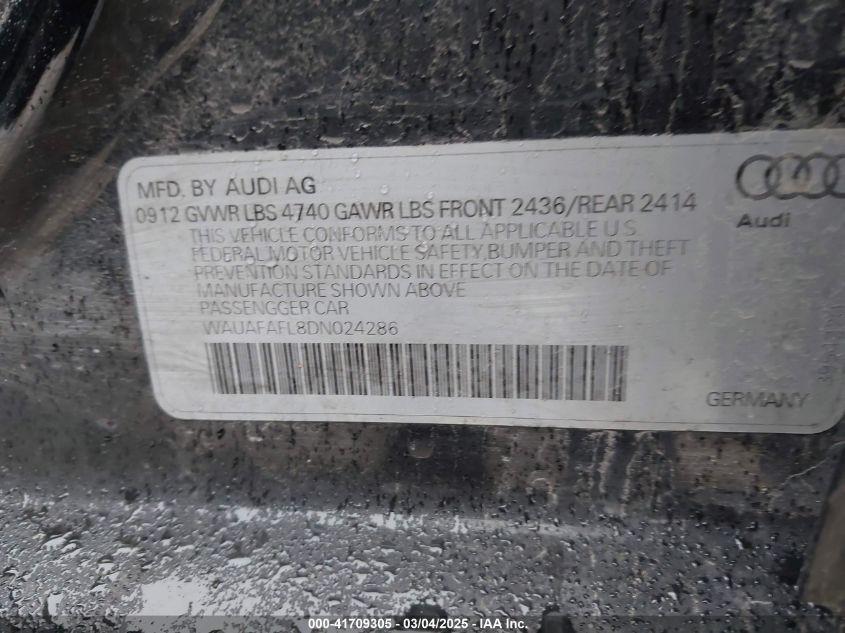 MFD. BY AUDI AG
0912 GVWR LBS 4740 GAWR LBS FRONT 2436/REAR 2414
THIS VEHICLE CONFORMS TO ALL APPLICABLE U S
FEDERAL MOTOR VEHICLE SAFETY, BUMPER AND THEFT
PREVENTION STANDARDS IN EFFECT ON THE DATE OF
MANUFACTURE SHOWN ABOVE
PASSENGGER CAR
WAUAFAFL8DN024286
Audi
GERMANY
000-41709305 - 03/04/2025 - IAAI.com